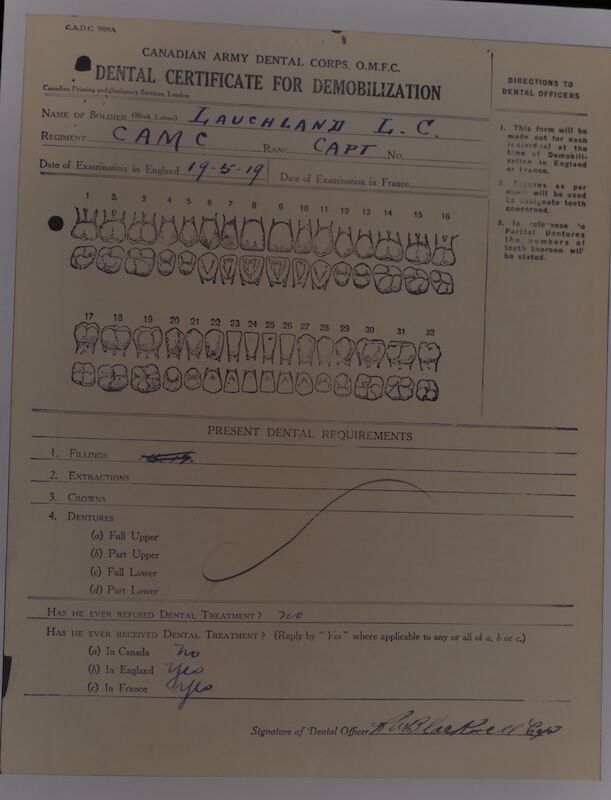 C.A.D.C. 5009A
CANADIAN ARMY DENTAL CORPS, O.M.F.C.
DENTAL CERTIFICATE FOR DEMOBILIZATION
Canadian Printing and Stationery Services, London
NAME OF SOLDIER (Block Letters) LAUCHLAND L. C.
REGIMENT CAMC RANK CAPT No.
Date of Examination in England 19-5-19 Date of Examination in France
DIRECTIONS TO
DENTAL OFFICERS
1. This form will be
made out for each
individual at the
time of Demobili-
zation in England
or France.
2. Figures as per
chart will be used
to designate teeth
concerned.
3. In reference to
Partial Dentures
the numbers of
teeth thereon will
be stated.
1 2 3 4 5 6 7 8 9 10 11 12 13 14 15 16
17 18 19 20 21 22 23 24 25 26 27 28 29 30 31 32
PRESENT DENTAL REQUIREMENTS
1. FILLINGS
2. EXTRACTIONS
3. CROWNS
4. DENTURES
(a) Full Upper
(b) Part Upper
(c) Full Lower
(d) Part Lower
HAS HE EVER REFUSED DENTAL TREATMENT? no
HAS HE EVER RECEIVED DENTAL TREATMENT? (Reply by "Yes" where applicable to any or all of a, b or c.)
(a) In Canada no
(b) In England yes
(c) In France yes
Signature of Dental Officer Blackwell Capt